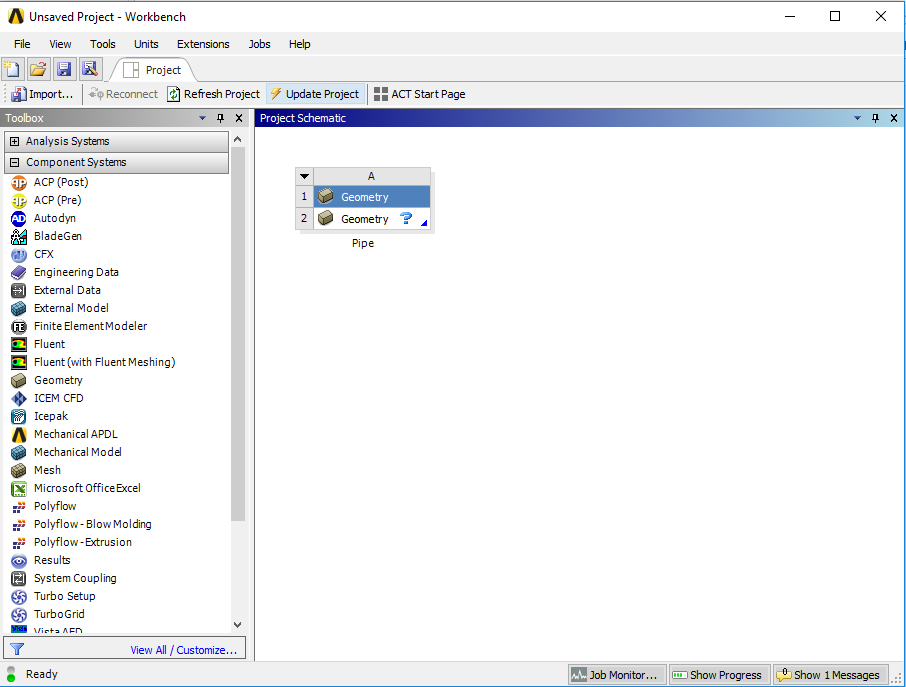 Unsaved Project - Workbench
File View Tools Units Extensions Jobs Help
Project
Import... Reconnect Refresh Project Update Project ACT Start Page
Toolbox
Project Schematic
Analysis Systems
Component Systems
ACP (Post)
ACP (Pre)
Autodyn
BladeGen
CFX
Engineering Data
External Data
External Model
Finite Element Modeler
Fluent
Fluent (with Fluent Meshing)
Geometry
ICEM CFD
Icepak
Mechanical APDL
Mechanical Model
Mesh
Microsoft Office Excel
Polyflow
Polyflow - Blow Molding
Polyflow - Extrusion
Results
System Coupling
Turbo Setup
TurboGrid
Vista AFD
View All / Customize...
A
1 Geometry
2 Geometry ?
Pipe
Ready
Job Monitor... Show Progress Show 1 Messages